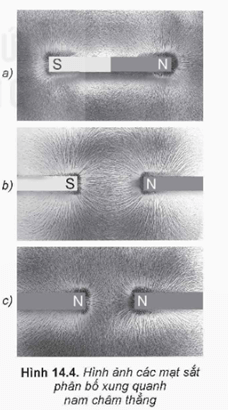 a)
S N
b)
S N
c)
N N
Hình 14.4. Hình ảnh các mạt sắt
phân bố xung quanh
nam châm thẳng